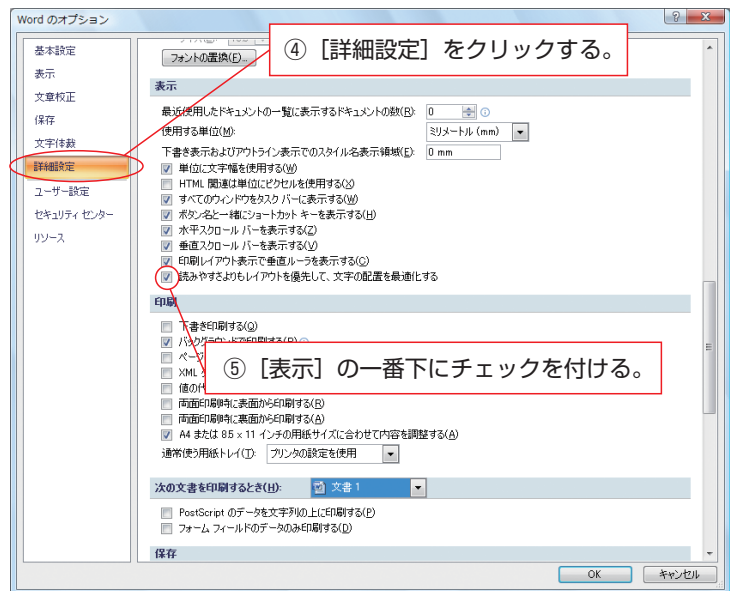 Word のオプション
基本設定
表示
文章校正
保存
文字体裁
詳細設定
ユーザー設定
セキュリティ センター
リソース
フォントの置換(F)...
④［詳細設定］をクリックする。
表示
最近使用したドキュメントの一覧に表示するドキュメントの数(R): 0
使用する単位(M): ミリメートル (mm)
下書き表示およびアウトライン表示でのスタイル名表示領域(E): 0 mm
単位に文字幅を使用する(W)
HTML 関連は単位にピクセルを使用する(X)
すべてのウィンドウをタスク バーに表示する(W)
ボタン名と一緒にショートカット キーを表示する(H)
水平スクロール バーを表示する(Z)
垂直スクロール バーを表示する(V)
印刷レイアウト表示で垂直ルーラを表示する(C)
読みやすさよりもレイアウトを優先して、文字の配置を最適化する
印刷
下書き印刷する(Q)
バックグラウンドで印刷する(B)
ペー
XML
⑤［表示］の一番下にチェックを付ける。
値の代
両面印刷時に表面から印刷する(R)
両面印刷時に裏面から印刷する(A)
A4 または 8.5 x 11 インチの用紙サイズに合わせて内容を調整する(A)
通常使う用紙トレイ(T): プリンタの設定を使用
次の文書を印刷するとき(H): 文書 1
PostScript のデータを文字列の上に印刷する(P)
フォーム フィールドのデータのみ印刷する(D)
保存
OK キャンセル